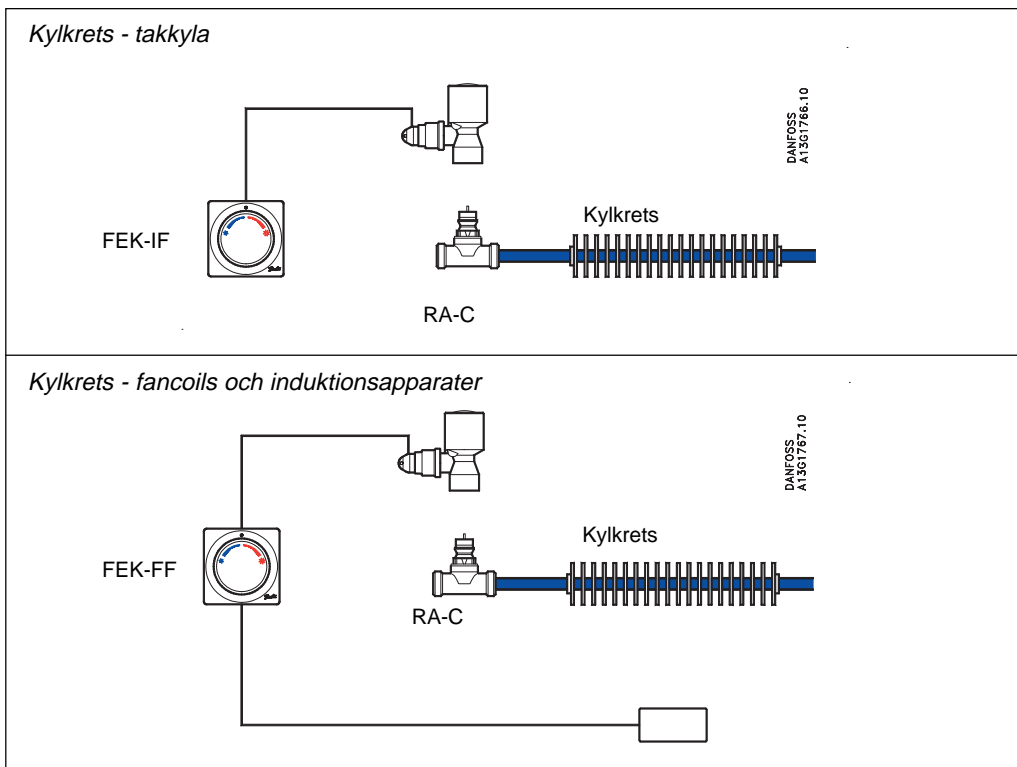 Kylkrets - takkyla
DANFOSS
A13G1766.10
FEK-IF
Kylkrets
RA-C
Kylkrets - fancoils och induktionsapparater
DANFOSS
A13G1767.10
FEK-FF
Kylkrets
RA-C